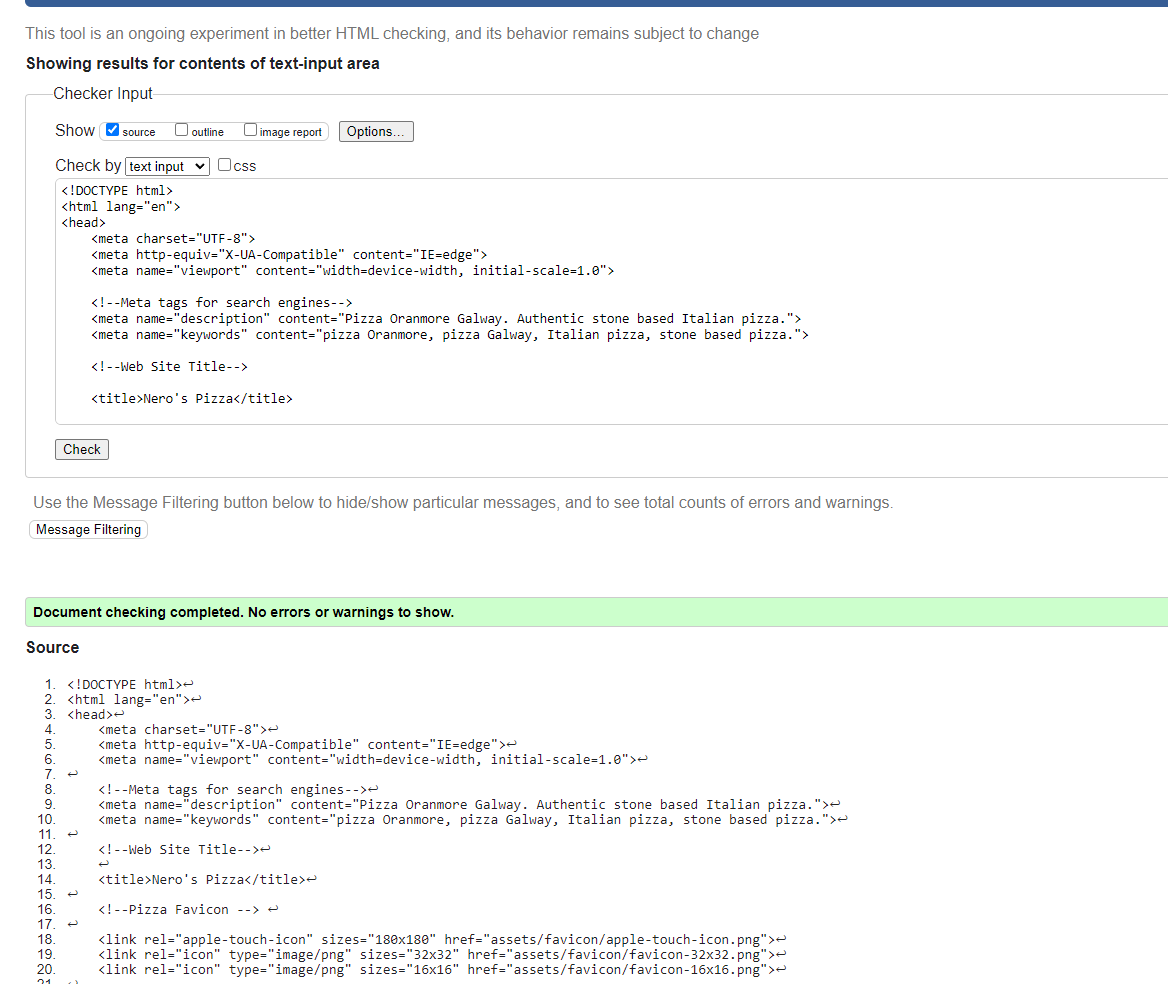 This tool is an ongoing experiment in better HTML checking, and its behavior remains subject to change
Showing results for contents of text-input area
Checker Input
Show source outline image report Options...
Check by text input css
<!DOCTYPE html>
<html lang="en">
<head>
    <meta charset="UTF-8">
    <meta http-equiv="X-UA-Compatible" content="IE=edge">
    <meta name="viewport" content="width=device-width, initial-scale=1.0">
    <!--Meta tags for search engines-->
    <meta name="description" content="Pizza Oranmore Galway. Authentic stone based Italian pizza.">
    <meta name="keywords" content="pizza Oranmore, pizza Galway, Italian pizza, stone based pizza.">
    <!--Web Site Title-->
    <title>Nero's Pizza</title>
Check
Use the Message Filtering button below to hide/show particular messages, and to see total counts of errors and warnings.
Message Filtering
Document checking completed. No errors or warnings to show.
Source
1. <!DOCTYPE html>↩
2. <html lang="en">↩
3. <head>↩
4.     <meta charset="UTF-8">↩
5.     <meta http-equiv="X-UA-Compatible" content="IE=edge">↩
6.     <meta name="viewport" content="width=device-width, initial-scale=1.0">↩
7. ↩
8.     <!--Meta tags for search engines-->↩
9.     <meta name="description" content="Pizza Oranmore Galway. Authentic stone based Italian pizza.">↩
10.     <meta name="keywords" content="pizza Oranmore, pizza Galway, Italian pizza, stone based pizza.">↩
11. ↩
12.     <!--Web Site Title-->↩
13.     ↩
14.     <title>Nero's Pizza</title>↩
15. ↩
16.     <!--Pizza Favicon --> ↩
17. ↩
18.     <link rel="apple-touch-icon" sizes="180x180" href="assets/favicon/apple-touch-icon.png">↩
19.     <link rel="icon" type="image/png" sizes="32x32" href="assets/favicon/favicon-32x32.png">↩
20.     <link rel="icon" type="image/png" sizes="16x16" href="assets/favicon/favicon-16x16.png">↩
21. ↩